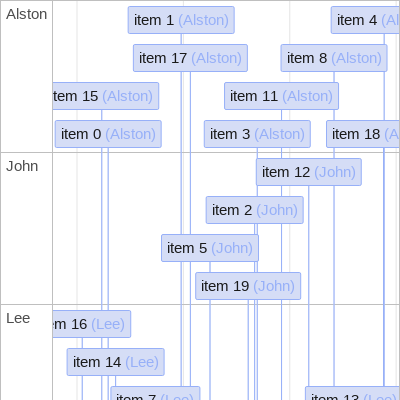 Alston
item 1 (Alston)
item 4 (Al
item 17 (Alston)
item 8 (Alston)
tem 15 (Alston)
item 11 (Alston)
item 0 (Alston)
item 3 (Alston)
item 18 (A
John
item 12 (John)
item 2 (John)
item 5 (John)
item 19 (John)
Lee
m 16 (Lee)
item 14 (Lee)
item 7 (Lee)
item 13 (Lee)